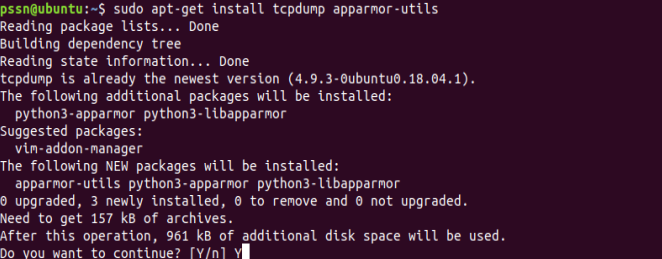 pssn@ubuntu:~$ sudo apt-get install tcpdump apparmor-utils
Reading package lists... Done
Building dependency tree
Reading state information... Done
tcpdump is already the newest version (4.9.3-0ubuntu0.18.04.1).
The following additional packages will be installed:
  python3-apparmor python3-libapparmor
Suggested packages:
  vim-addon-manager
The following NEW packages will be installed:
  apparmor-utils python3-apparmor python3-libapparmor
0 upgraded, 3 newly installed, 0 to remove and 0 not upgraded.
Need to get 157 kB of archives.
After this operation, 961 kB of additional disk space will be used.
Do you want to continue? [Y/n] Y